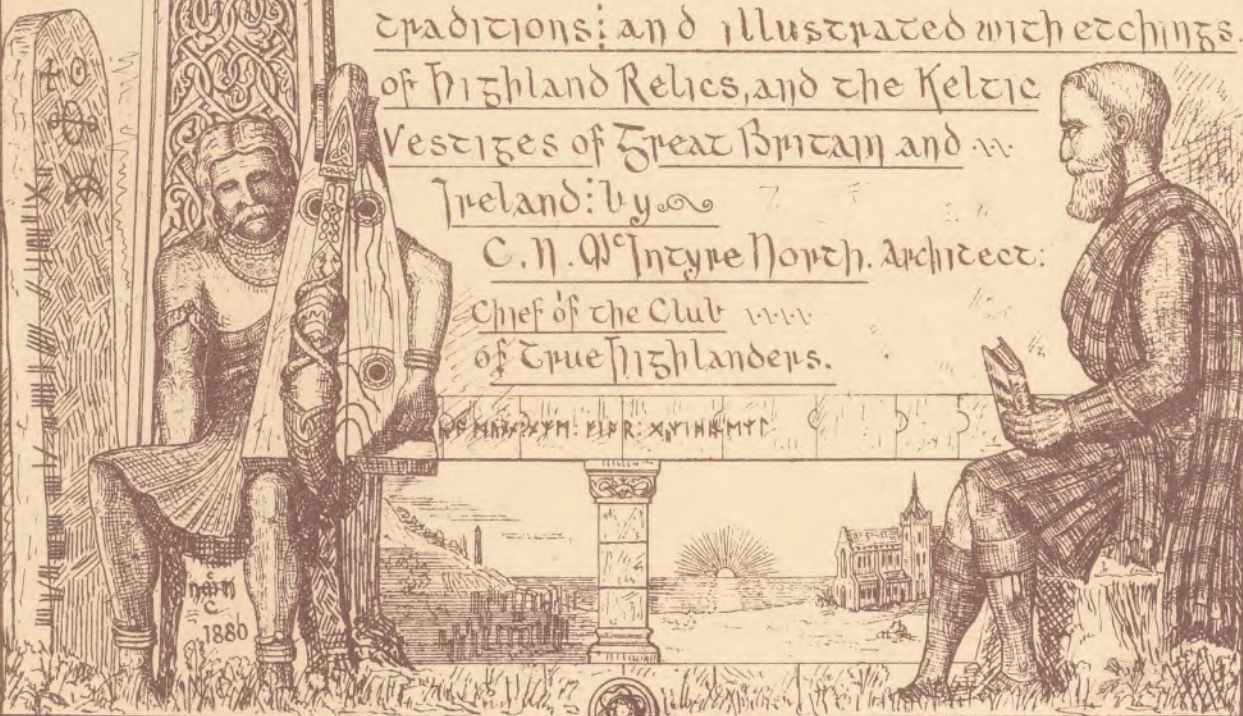 traditions: and illustrated with etchings
of Highland Relics, and the Keltic
Vestiges of Great Britain and
Ireland: by
C. N. McIntyre North. Architect:
Chief of the Club
of True Highlanders.
1880